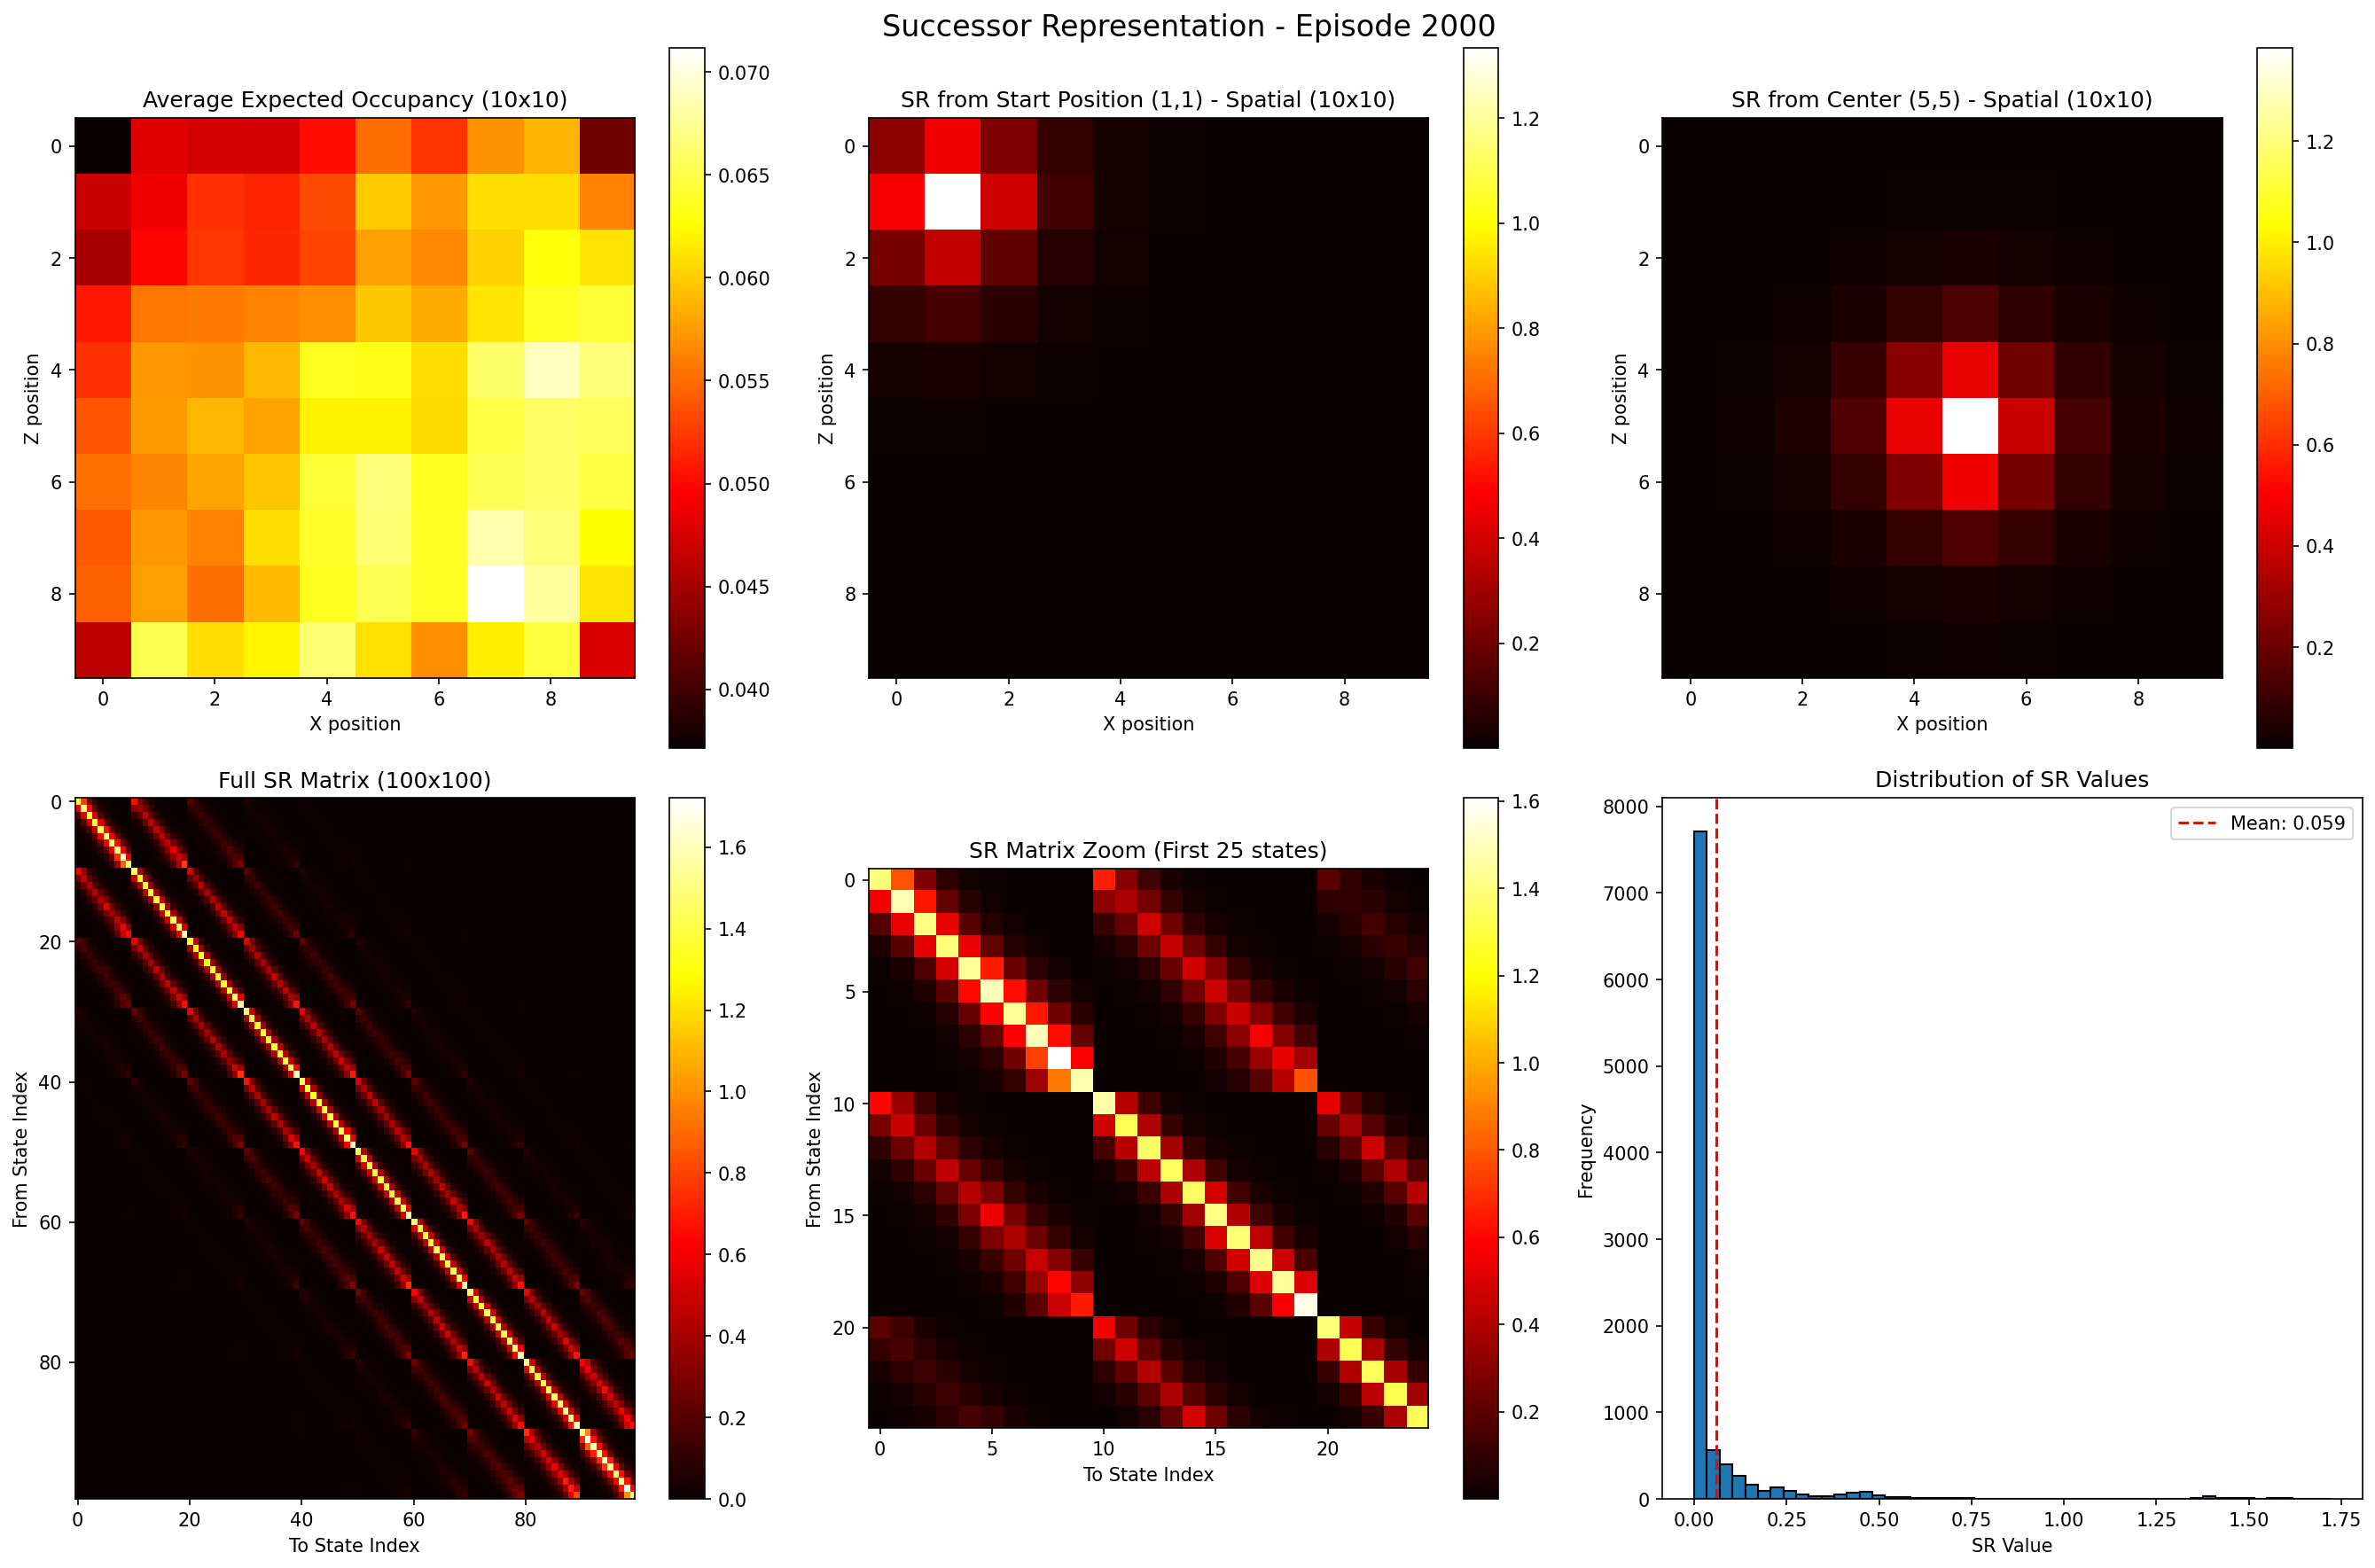 Successor Representation - Episode 2000
Average Expected Occupancy (10x10)
0
2
4
6
8
Z position
0 2 4 6 8
X position
0.070
0.065
0.060
0.055
0.050
0.045
0.040
SR from Start Position (1,1) - Spatial (10x10)
0
2
4
6
8
Z position
0 2 4 6 8
X position
1.2
1.0
0.8
0.6
0.4
0.2
SR from Center (5,5) - Spatial (10x10)
0
2
4
6
8
Z position
0 2 4 6 8
X position
1.2
1.0
0.8
0.6
0.4
0.2
Full SR Matrix (100x100)
0
20
40
60
80
From State Index
0 20 40 60 80
To State Index
1.6
1.4
1.2
1.0
0.8
0.6
0.4
0.2
0.0
SR Matrix Zoom (First 25 states)
0
5
10
15
20
From State Index
0 5 10 15 20
To State Index
1.6
1.4
1.2
1.0
0.8
0.6
0.4
0.2
Distribution of SR Values
Mean: 0.059
8000
7000
6000
5000
4000
3000
2000
1000
0
Frequency
0.00 0.25 0.50 0.75 1.00 1.25 1.50 1.75
SR Value